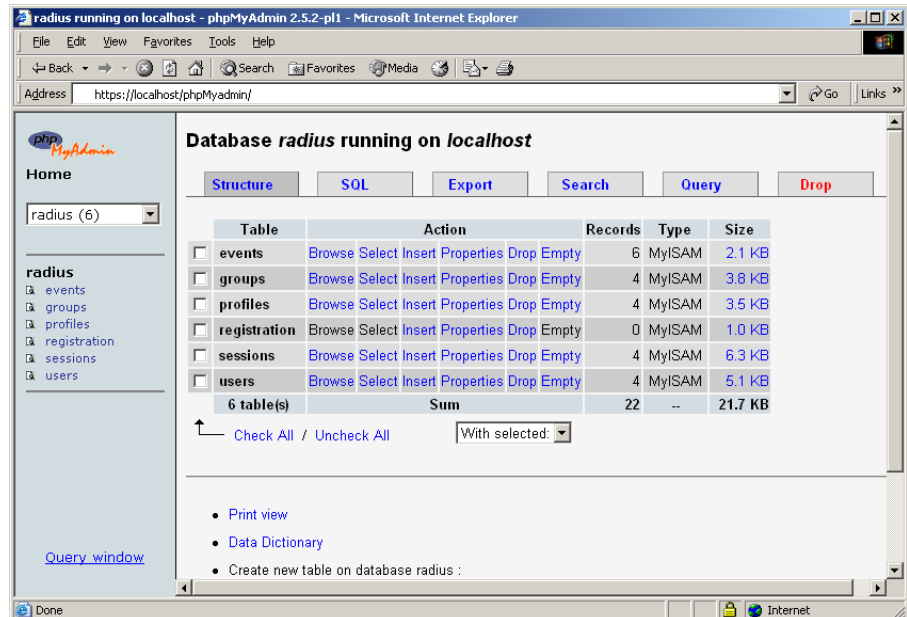 radius running on localhost - phpMyAdmin 2.5.2-pl1 - Microsoft Internet Explorer
File Edit View Favorites Tools Help
Back Search Favorites Media
Address https://localhost/phpMyadmin/ Go Links »
php
MyAdmin
Home
radius (6)
radius
events
groups
profiles
registration
sessions
users
Query window
Database radius running on localhost
Structure SQL Export Search Query Drop
Table Action Records Type Size
events Browse Select Insert Properties Drop Empty 6 MyISAM 2.1 KB
groups Browse Select Insert Properties Drop Empty 4 MyISAM 3.8 KB
profiles Browse Select Insert Properties Drop Empty 4 MyISAM 3.5 KB
registration Browse Select Insert Properties Drop Empty 0 MyISAM 1.0 KB
sessions Browse Select Insert Properties Drop Empty 4 MyISAM 6.3 KB
users Browse Select Insert Properties Drop Empty 4 MyISAM 5.1 KB
6 table(s) Sum 22 -- 21.7 KB
Check All / Uncheck All With selected:
Print view
Data Dictionary
Create new table on database radius :
Done Internet